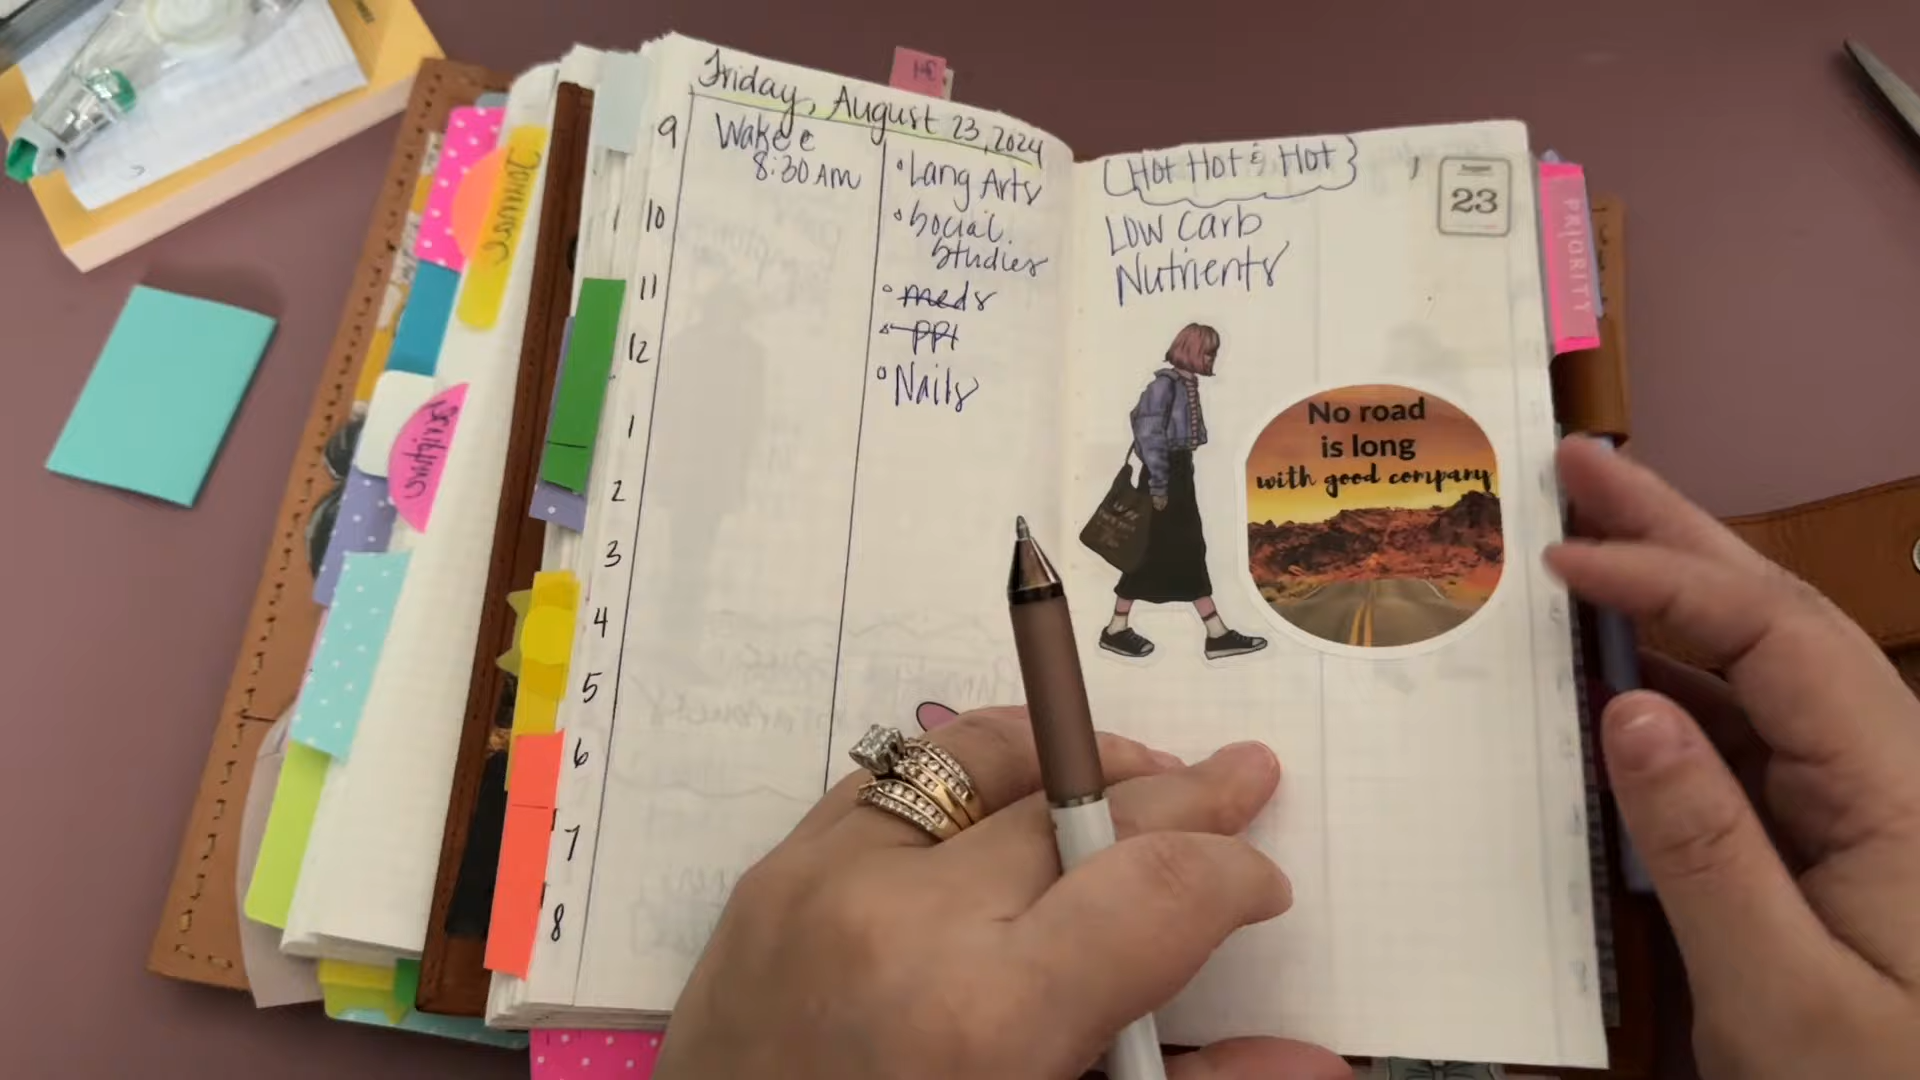 Friday, August 23, 2024
9
10
11
12
1
2
3
4
5
6
7
8
Wake e
8:30 AM
Lang Arts
Social
Studies
meds
ppt
Nails
{Hot Hot & Hot}
Low Carb
Nutrients
August
23
PRIORITY
No road
is long
with good company
Journal